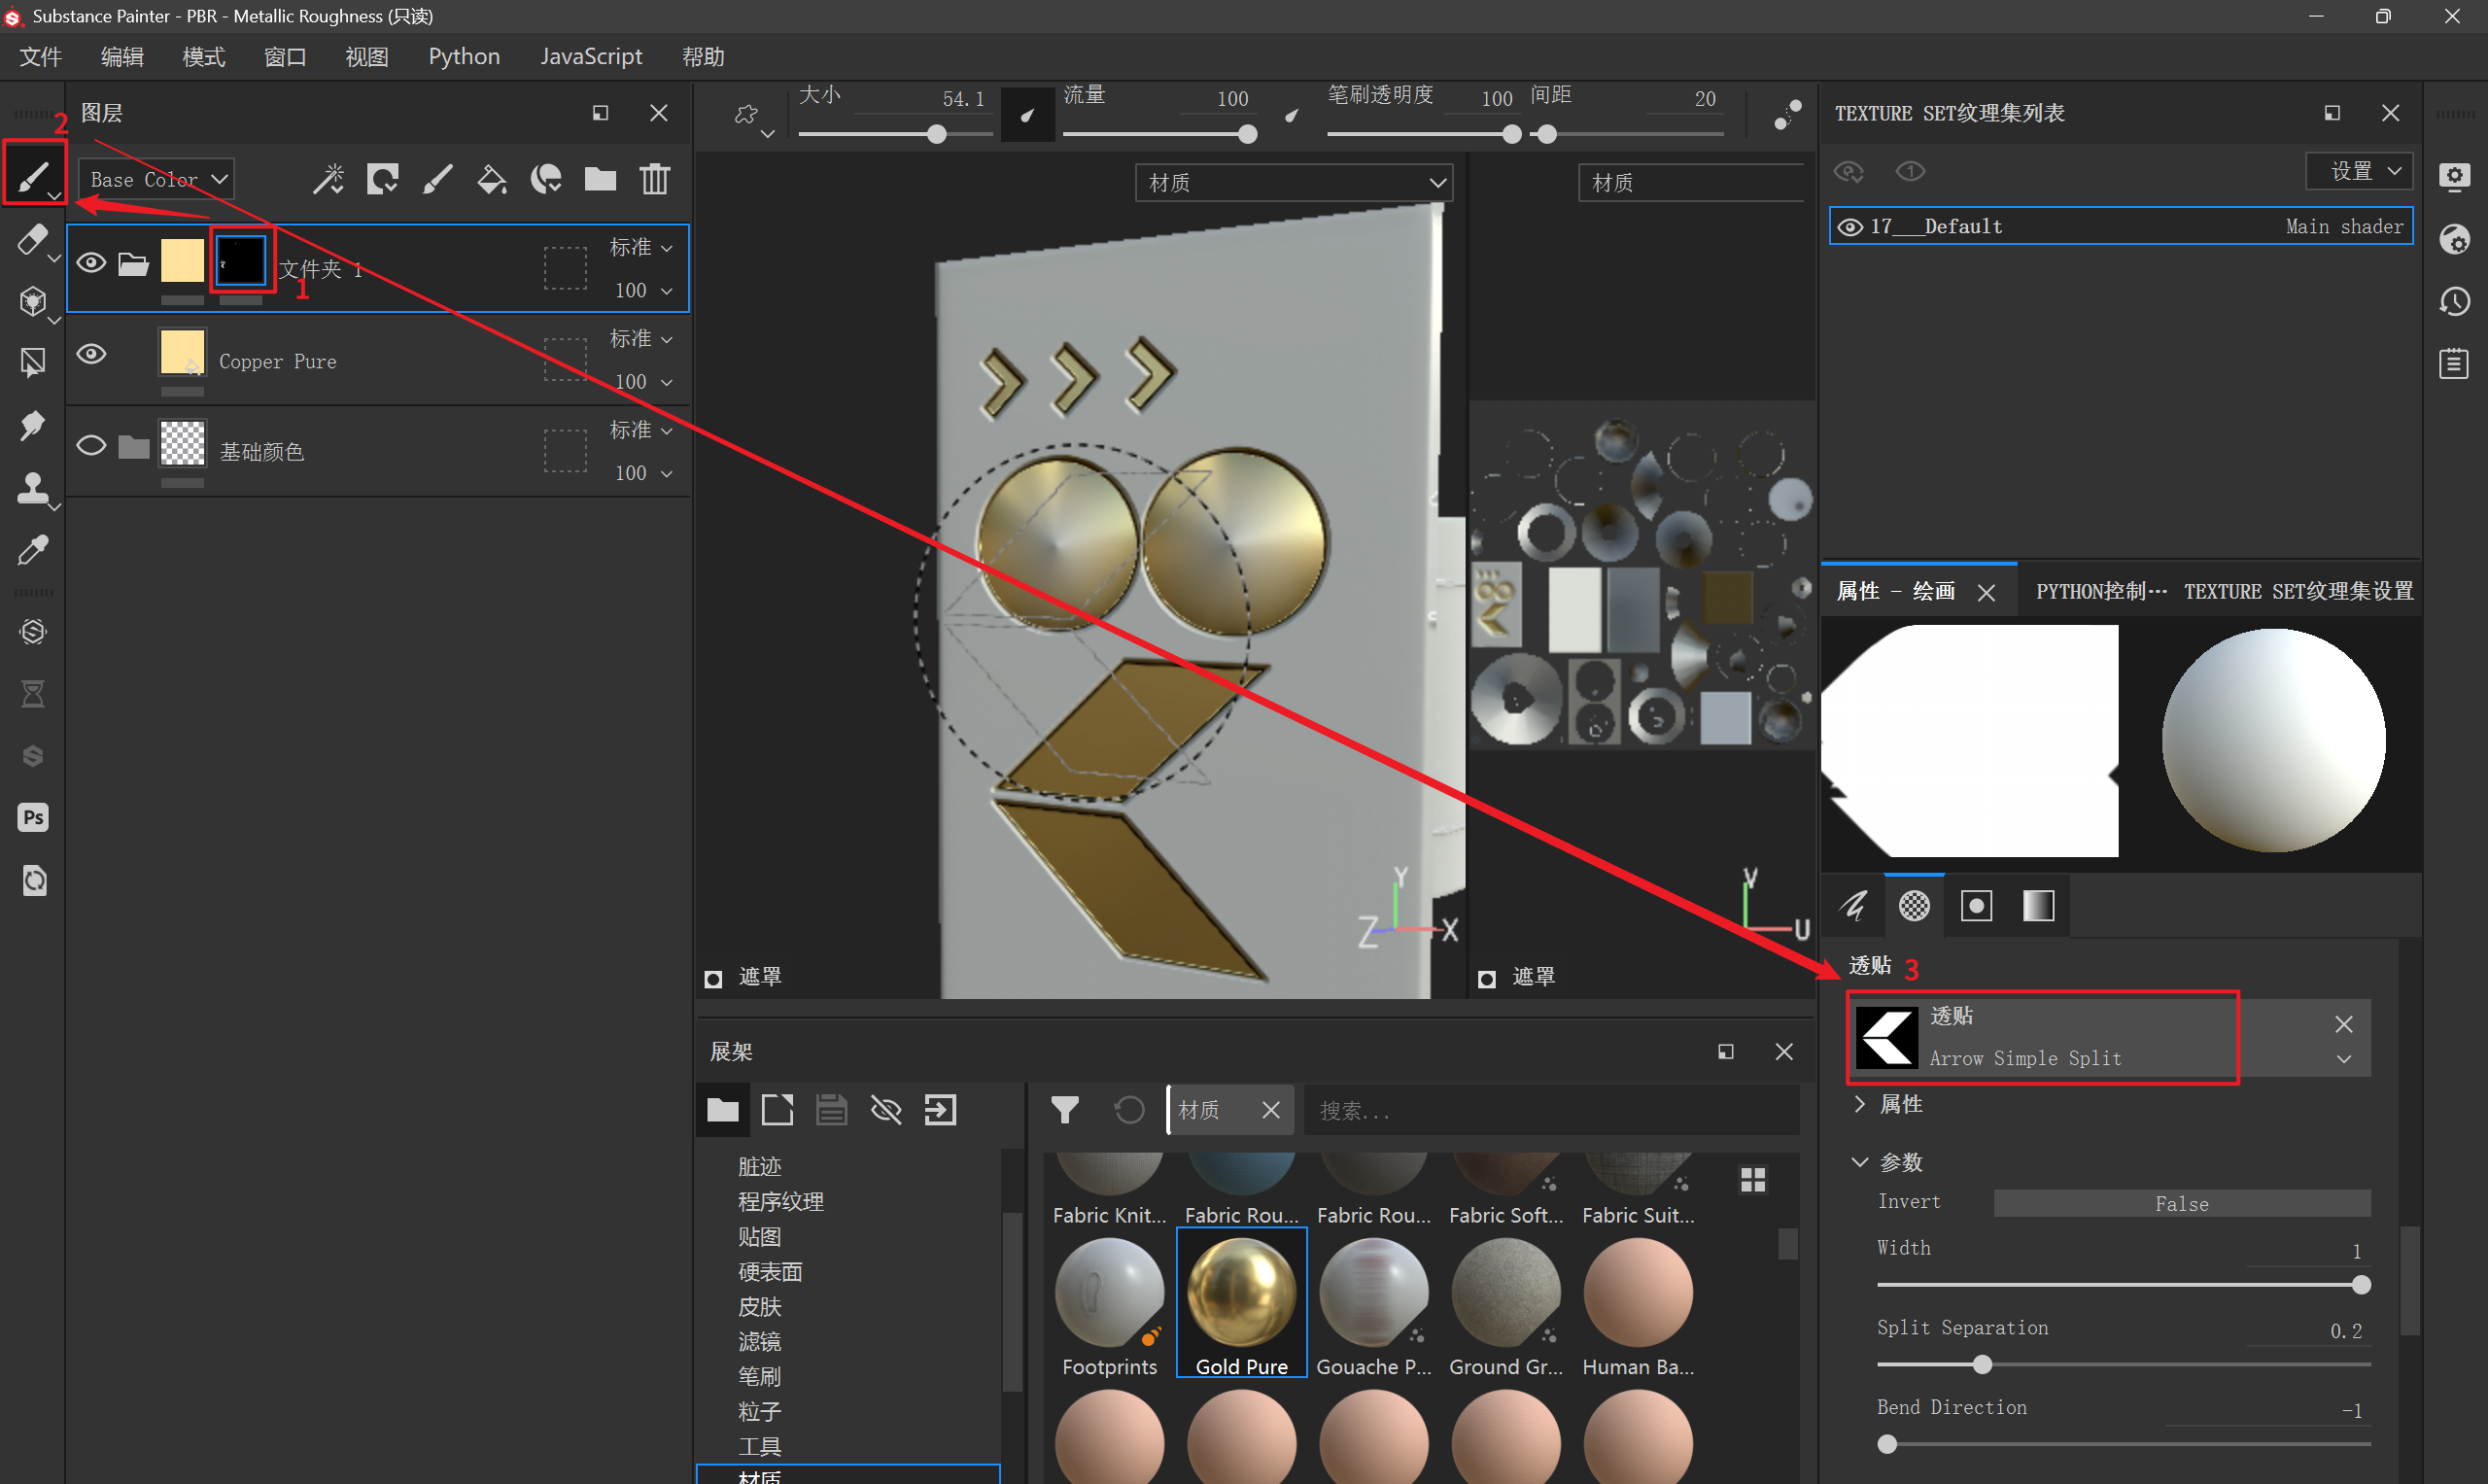 Substance Painter - PBR - Metallic Roughness (只读)
文件 编辑 模式 窗口 视图 Python JavaScript 帮助
大小 54.1 流量 100 笔刷透明度 100 间距 20
图层
2
Base Color
文件夹 1
标准
100
1
Copper Pure
标准
100
基础颜色
标准
100
Ps
材质
材质
Y
Z X
V
U
遮罩
遮罩
TEXTURE SET纹理集列表
设置
17___Default Main shader
属性 - 绘画 PYTHON控制… TEXTURE SET纹理集设置
透贴 3
透贴
Arrow Simple Split
属性
参数
Invert False
Width 1
Split Separation 0.2
Bend Direction -1
展架
材质 搜索...
脏迹
程序纹理
贴图
硬表面
皮肤
滤镜
笔刷
粒子
工具
材质
Fabric Knit... Fabric Rou... Fabric Rou... Fabric Soft... Fabric Suit...
Footprints Gold Pure Gouache P... Ground Gr... Human Ba...